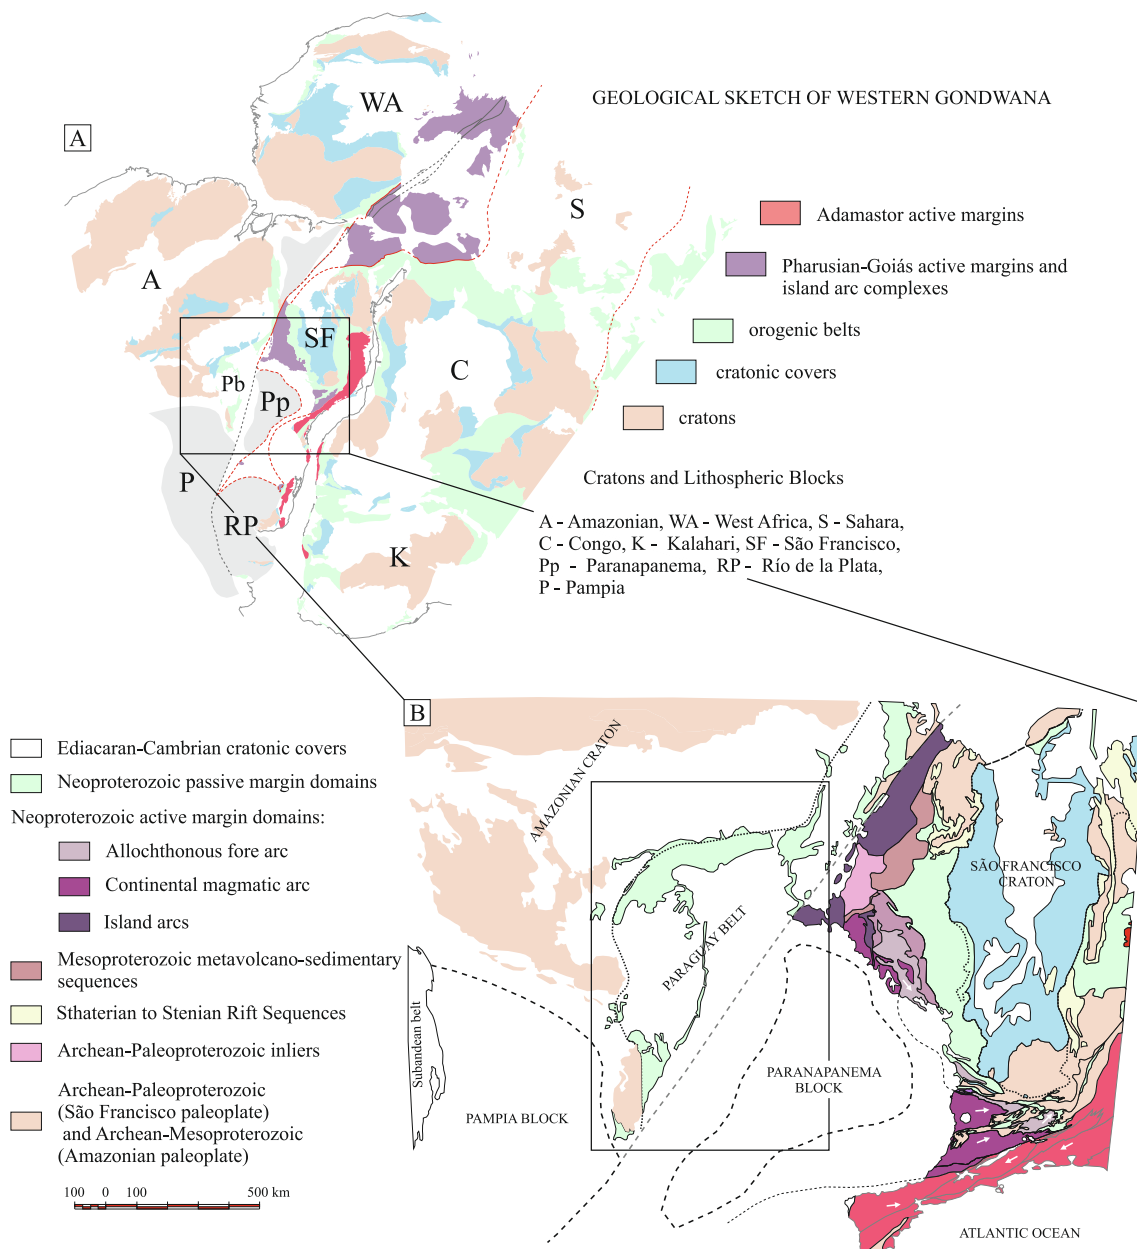 GEOLOGICAL SKETCH OF WESTERN GONDWANA
A
WA
S
A
SF
C
Pb
Pp
P
RP
K
Adamastor active margins
Pharusian-Goiás active margins and
island arc complexes
orogenic belts
cratonic covers
cratons
Cratons and Lithospheric Blocks
A - Amazonian, WA - West Africa, S - Sahara,
C - Congo, K - Kalahari, SF - São Francisco,
Pp - Paranapanema, RP - Río de la Plata,
P - Pampia
B
Ediacaran-Cambrian cratonic covers
Neoproterozoic passive margin domains
Neoproterozoic active margin domains:
Allochthonous fore arc
Continental magmatic arc
Island arcs
Mesoproterozoic metavolcano-sedimentary
sequences
Sthaterian to Stenian Rift Sequences
Archean-Paleoproterozoic inliers
Archean-Paleoproterozoic
(São Francisco paleoplate)
and Archean-Mesoproterozoic
(Amazonian paleoplate)
100 0 100 500 km
AMAZONIAN CRATON
SÃO FRANCISCO
CRATON
PARAGUAY BELT
Subandean belt
PAMPIA BLOCK
PARANAPANEMA
BLOCK
ATLANTIC OCEAN